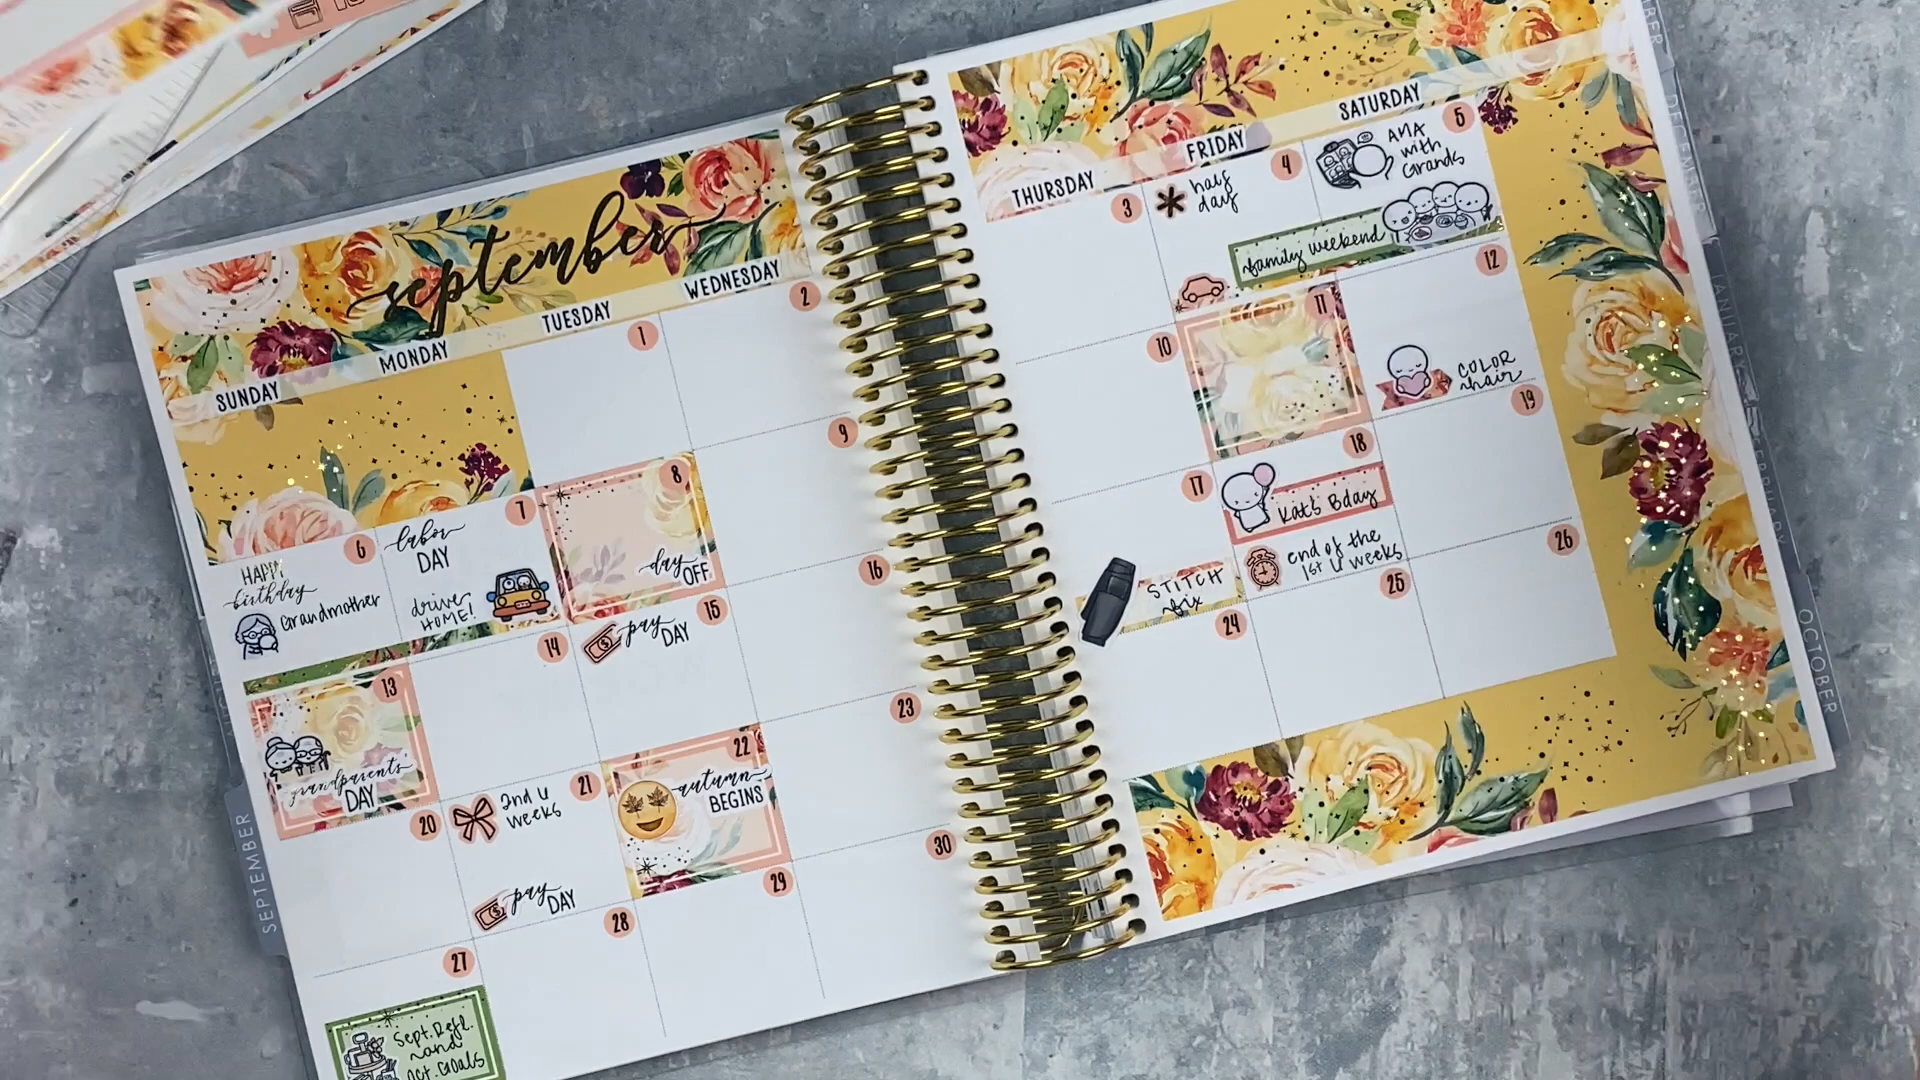 september
SUNDAY
MONDAY
TUESDAY
WEDNESDAY
THURSDAY
FRIDAY
SATURDAY
1
2
3
4
half
day
5
ANA
with
Grands
family weekend
6
HAPPY
birthday
Grandmother
7
labor
DAY
drive
HOME!
8
day
OFF
9
10
11
12
COLOR
hair
13
grandparents
DAY
14
15
pay
DAY
16
17
STITCH
fix
18
Kat's Bday
end of the
1st U weeks
19
20
21
2nd U
weeks
pay
DAY
22
autumn
BEGINS
23
24
25
26
27
Sept. Refl.
and
Oct. Goals
28
29
30
SEPTEMBER
OCTOBER
DECEMBER
JANUARY
FEBRUARY